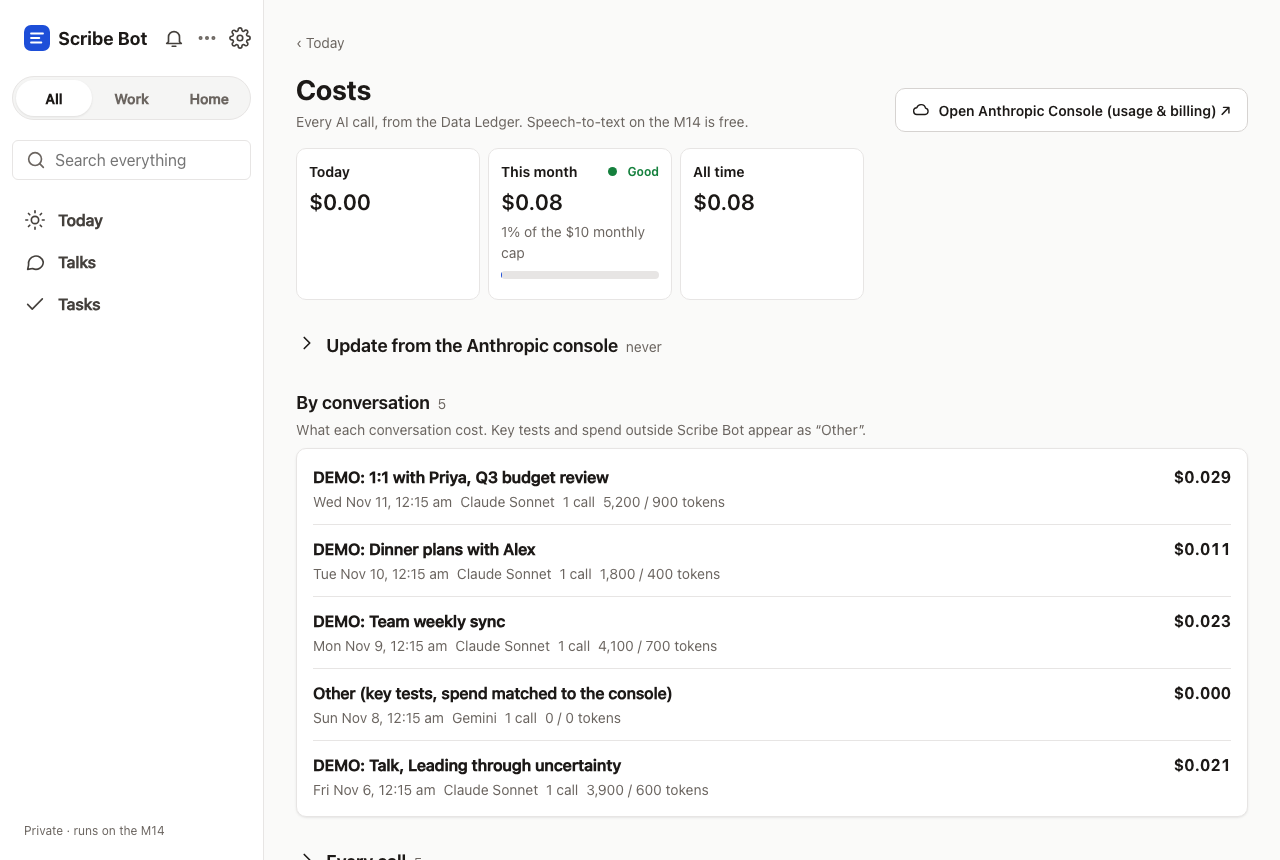 Scribe Bot
All
Work
Home
Search everything
Today
Talks
Tasks
Private · runs on the M14
‹ Today
Costs
Every AI call, from the Data Ledger. Speech-to-text on the M14 is free.
Open Anthropic Console (usage & billing) ↗
Today
$0.00
This month
Good
$0.08
1% of the $10 monthly
cap
All time
$0.08
Update from the Anthropic console never
By conversation 5
What each conversation cost. Key tests and spend outside Scribe Bot appear as “Other”.
DEMO: 1:1 with Priya, Q3 budget review $0.029
Wed Nov 11, 12:15 am Claude Sonnet 1 call 5,200 / 900 tokens
DEMO: Dinner plans with Alex $0.011
Tue Nov 10, 12:15 am Claude Sonnet 1 call 1,800 / 400 tokens
DEMO: Team weekly sync $0.023
Mon Nov 9, 12:15 am Claude Sonnet 1 call 4,100 / 700 tokens
Other (key tests, spend matched to the console) $0.000
Sun Nov 8, 12:15 am Gemini 1 call 0 / 0 tokens
DEMO: Talk, Leading through uncertainty $0.021
Fri Nov 6, 12:15 am Claude Sonnet 1 call 3,900 / 600 tokens
Every call